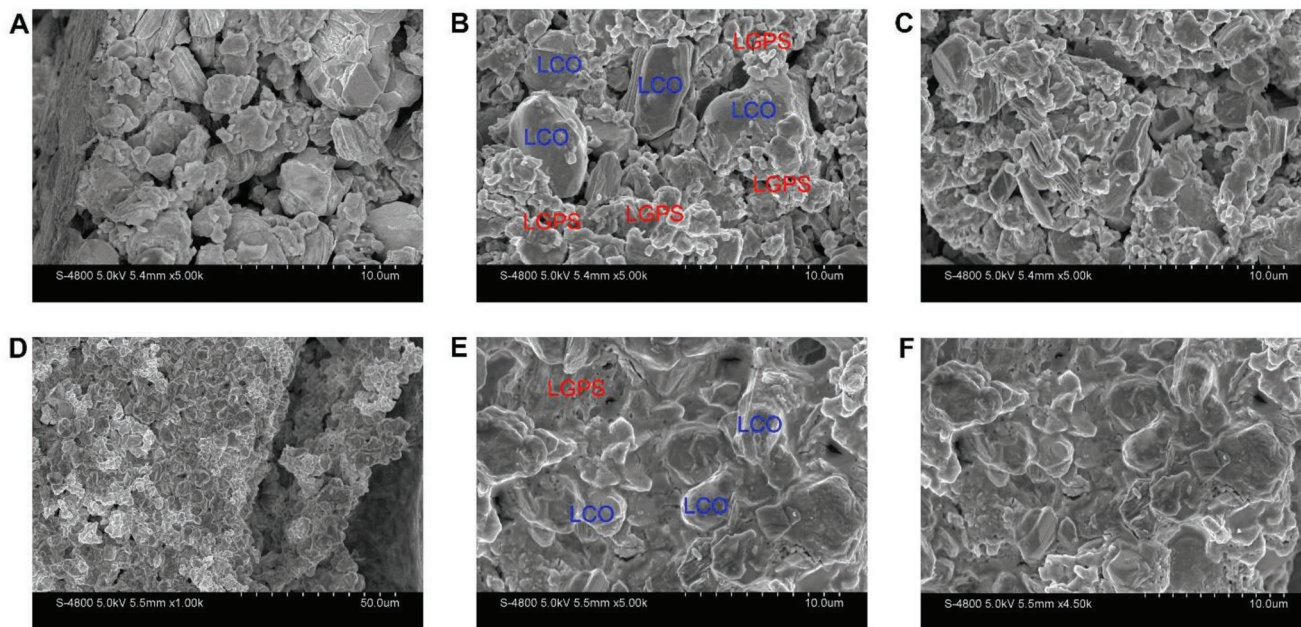 A
LCO
LCO
LCO
LCO
LGPS
LGPS
LGPS
LGPS
B
C
S-4800 5.0kV 5.4mm x5.00k
10.0um
S-4800 5.0kV 5.4mm x5.00k
10.0um
S-4800 5.0kV 5.4mm x5.00k
10.0um
D
E
LGPS
LCO
LCO
LCO
F
S-4800 5.0kV 5.5mm x1.00k
50.0um
S-4800 5.0kV 5.5mm x5.00k
10.0um
S-4800 5.0kV 5.5mm x4.50k
10.0um